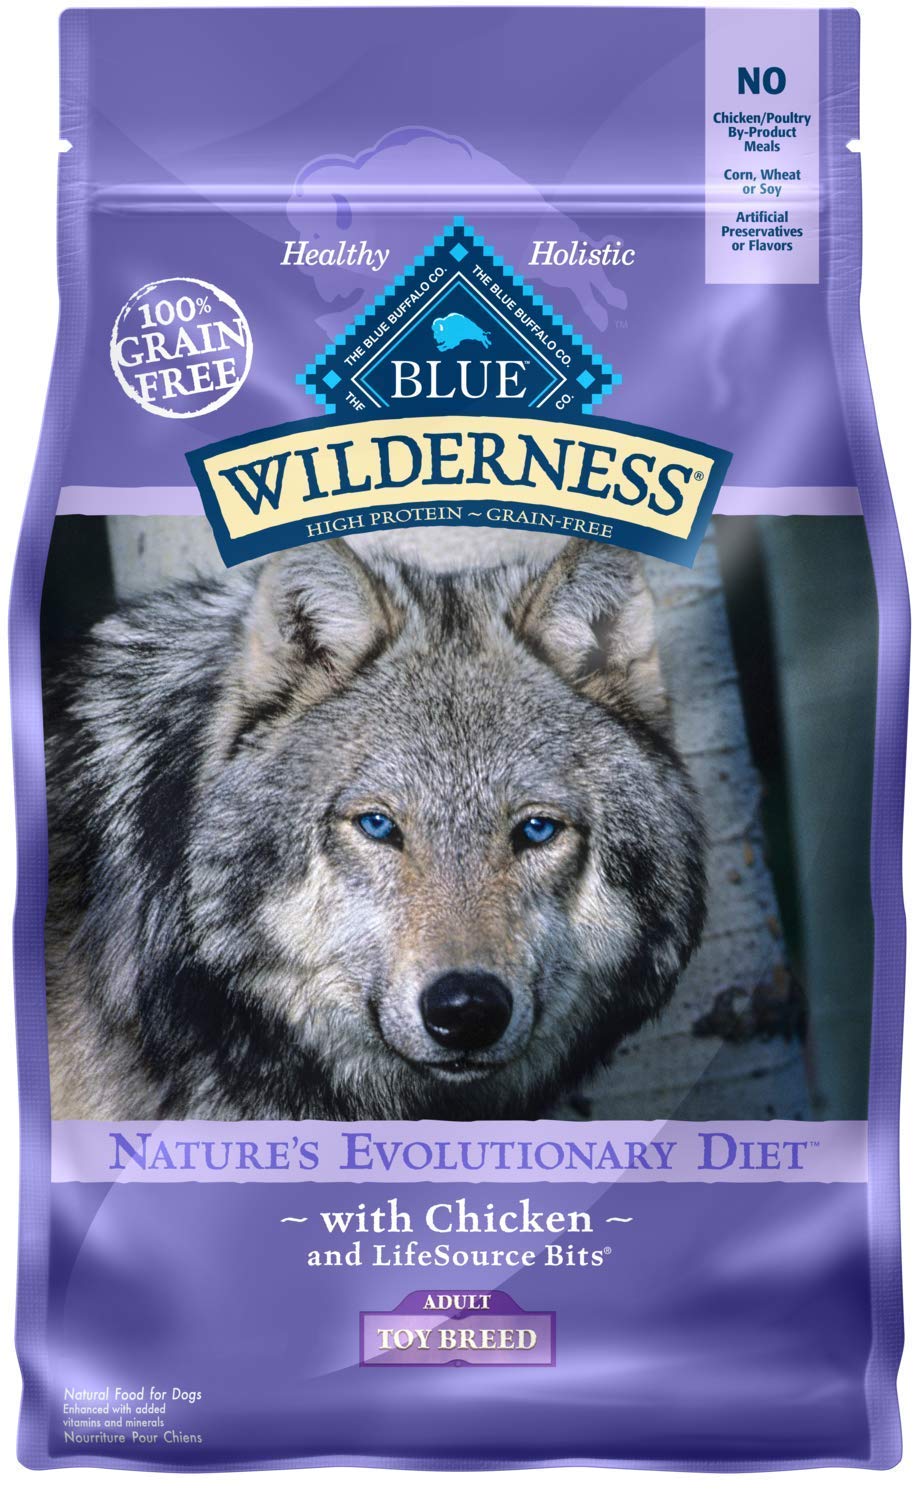 NO
Chicken/Poultry
By-Product
Meals
Corn, Wheat
or Soy
Artificial
Preservatives
or Flavors
Healthy Holistic
™
100%
GRAIN
FREE
THE BLUE BUFFALO CO.
THE BLUE BUFFALO CO.
THE
CO.
BLUE™
WILDERNESS®
HIGH PROTEIN ~ GRAIN-FREE
NATURE'S EVOLUTIONARY DIET™
~ with Chicken ~
and LifeSource Bits®
ADULT
TOY BREED
Natural Food for Dogs
Enhanced with added
vitamins and minerals
Nourriture Pour Chiens